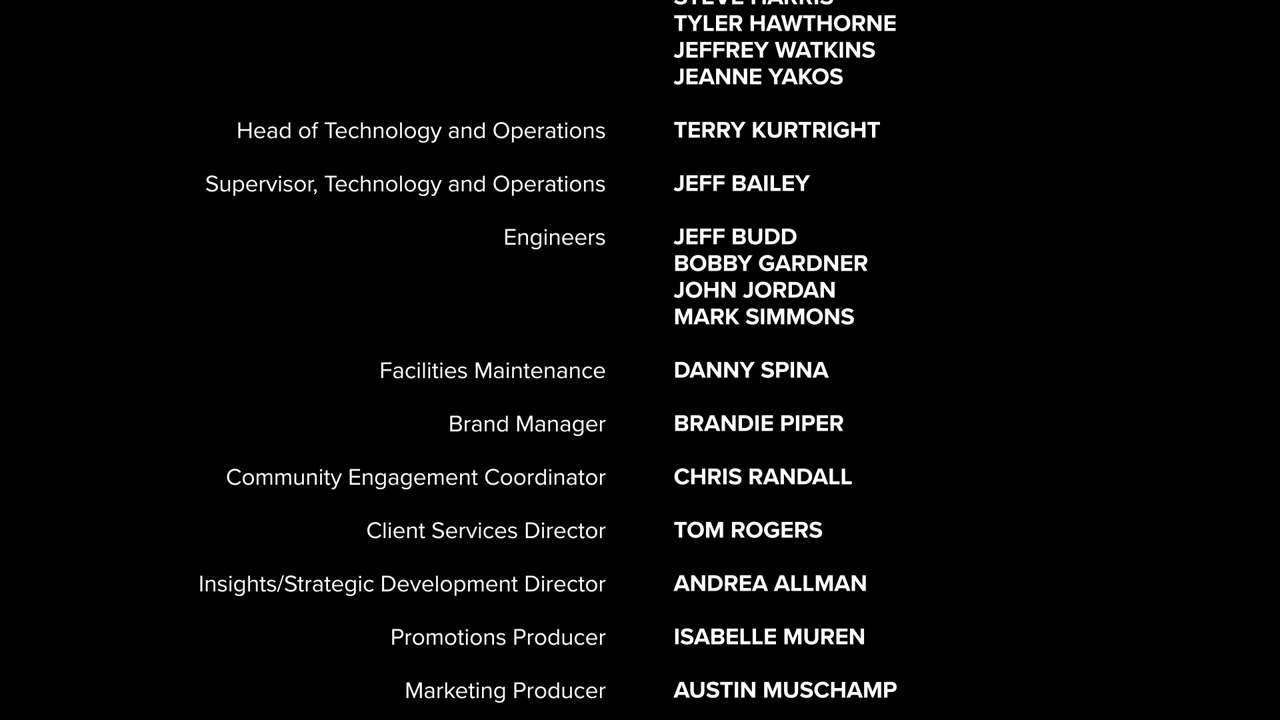 STEVE HARRIS
TYLER HAWTHORNE
JEFFREY WATKINS
JEANNE YAKOS
Head of Technology and Operations TERRY KURTRIGHT
Supervisor, Technology and Operations JEFF BAILEY
Engineers JEFF BUDD
BOBBY GARDNER
JOHN JORDAN
MARK SIMMONS
Facilities Maintenance DANNY SPINA
Brand Manager BRANDIE PIPER
Community Engagement Coordinator CHRIS RANDALL
Client Services Director TOM ROGERS
Insights/Strategic Development Director ANDREA ALLMAN
Promotions Producer ISABELLE MUREN
Marketing Producer AUSTIN MUSCHAMP